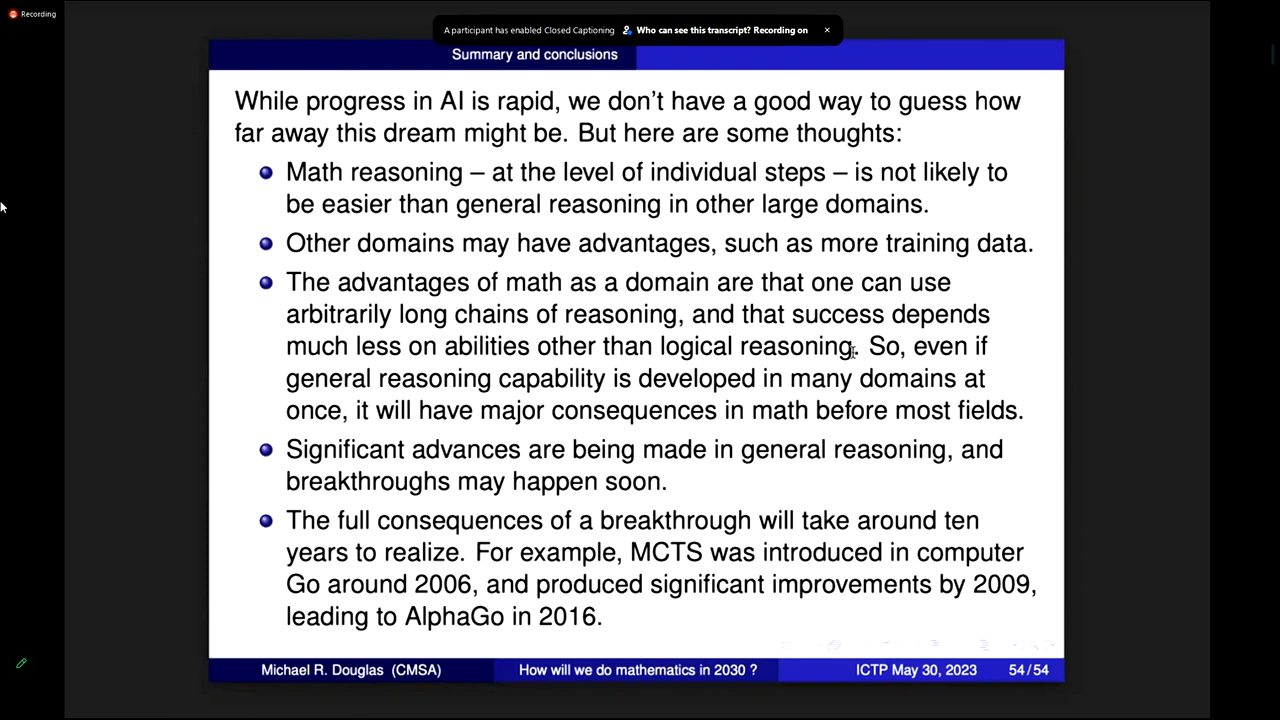 Recording
A participant has enabled Closed Captioning Who can see this transcript? Recording on ×
Summary and conclusions
While progress in AI is rapid, we don't have a good way to guess how
far away this dream might be. But here are some thoughts:
Math reasoning – at the level of individual steps – is not likely to
be easier than general reasoning in other large domains.
Other domains may have advantages, such as more training data.
The advantages of math as a domain are that one can use
arbitrarily long chains of reasoning, and that success depends
much less on abilities other than logical reasoning. So, even if
general reasoning capability is developed in many domains at
once, it will have major consequences in math before most fields.
Significant advances are being made in general reasoning, and
breakthroughs may happen soon.
The full consequences of a breakthrough will take around ten
years to realize. For example, MCTS was introduced in computer
Go around 2006, and produced significant improvements by 2009,
leading to AlphaGo in 2016.
Michael R. Douglas (CMSA) How will we do mathematics in 2030 ? ICTP May 30, 2023 54 / 54